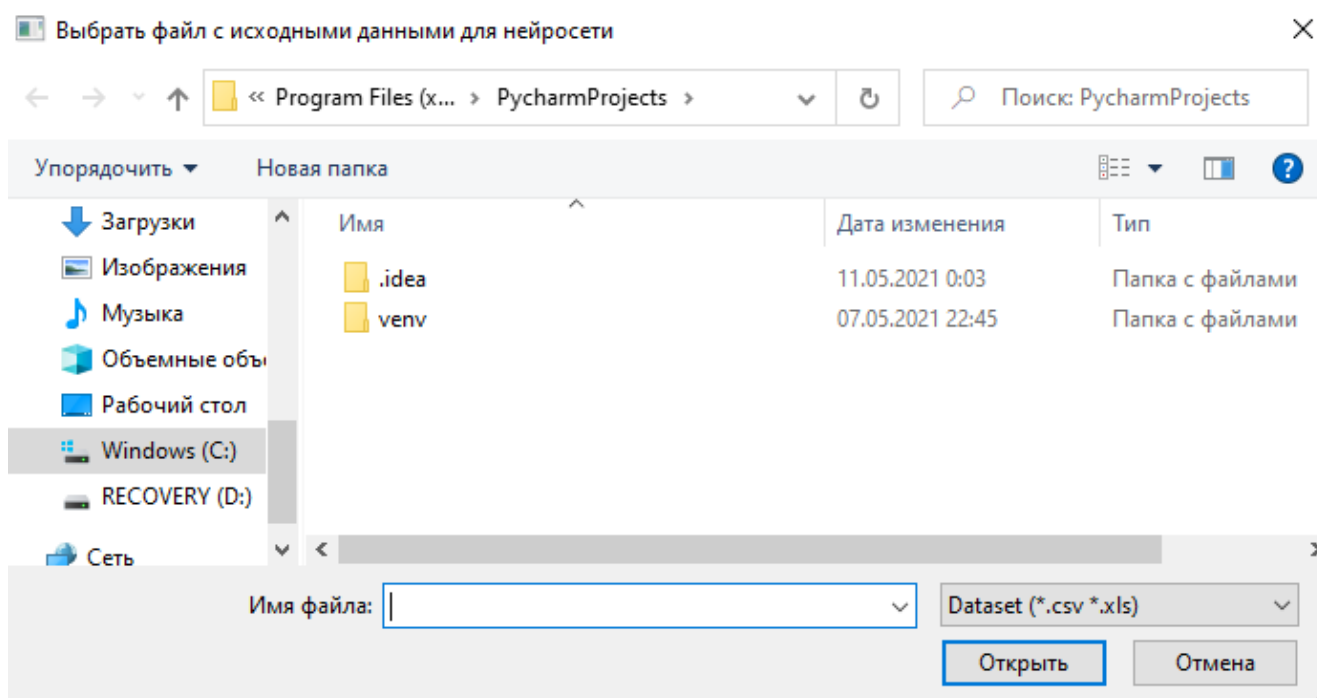 Выбрать файл с исходными данными для нейросети
« Program Files (x... › PycharmProjects ›
Поиск: PycharmProjects
Упорядочить
Новая папка
Загрузки
Изображения
Музыка
Объемные объ
Рабочий стол
Windows (C:)
RECOVERY (D:)
Сеть
Имя Дата изменения Тип
.idea 11.05.2021 0:03 Папка с файлами
venv 07.05.2021 22:45 Папка с файлами
Имя файла:
Dataset (*.csv *.xls)
Открыть Отмена